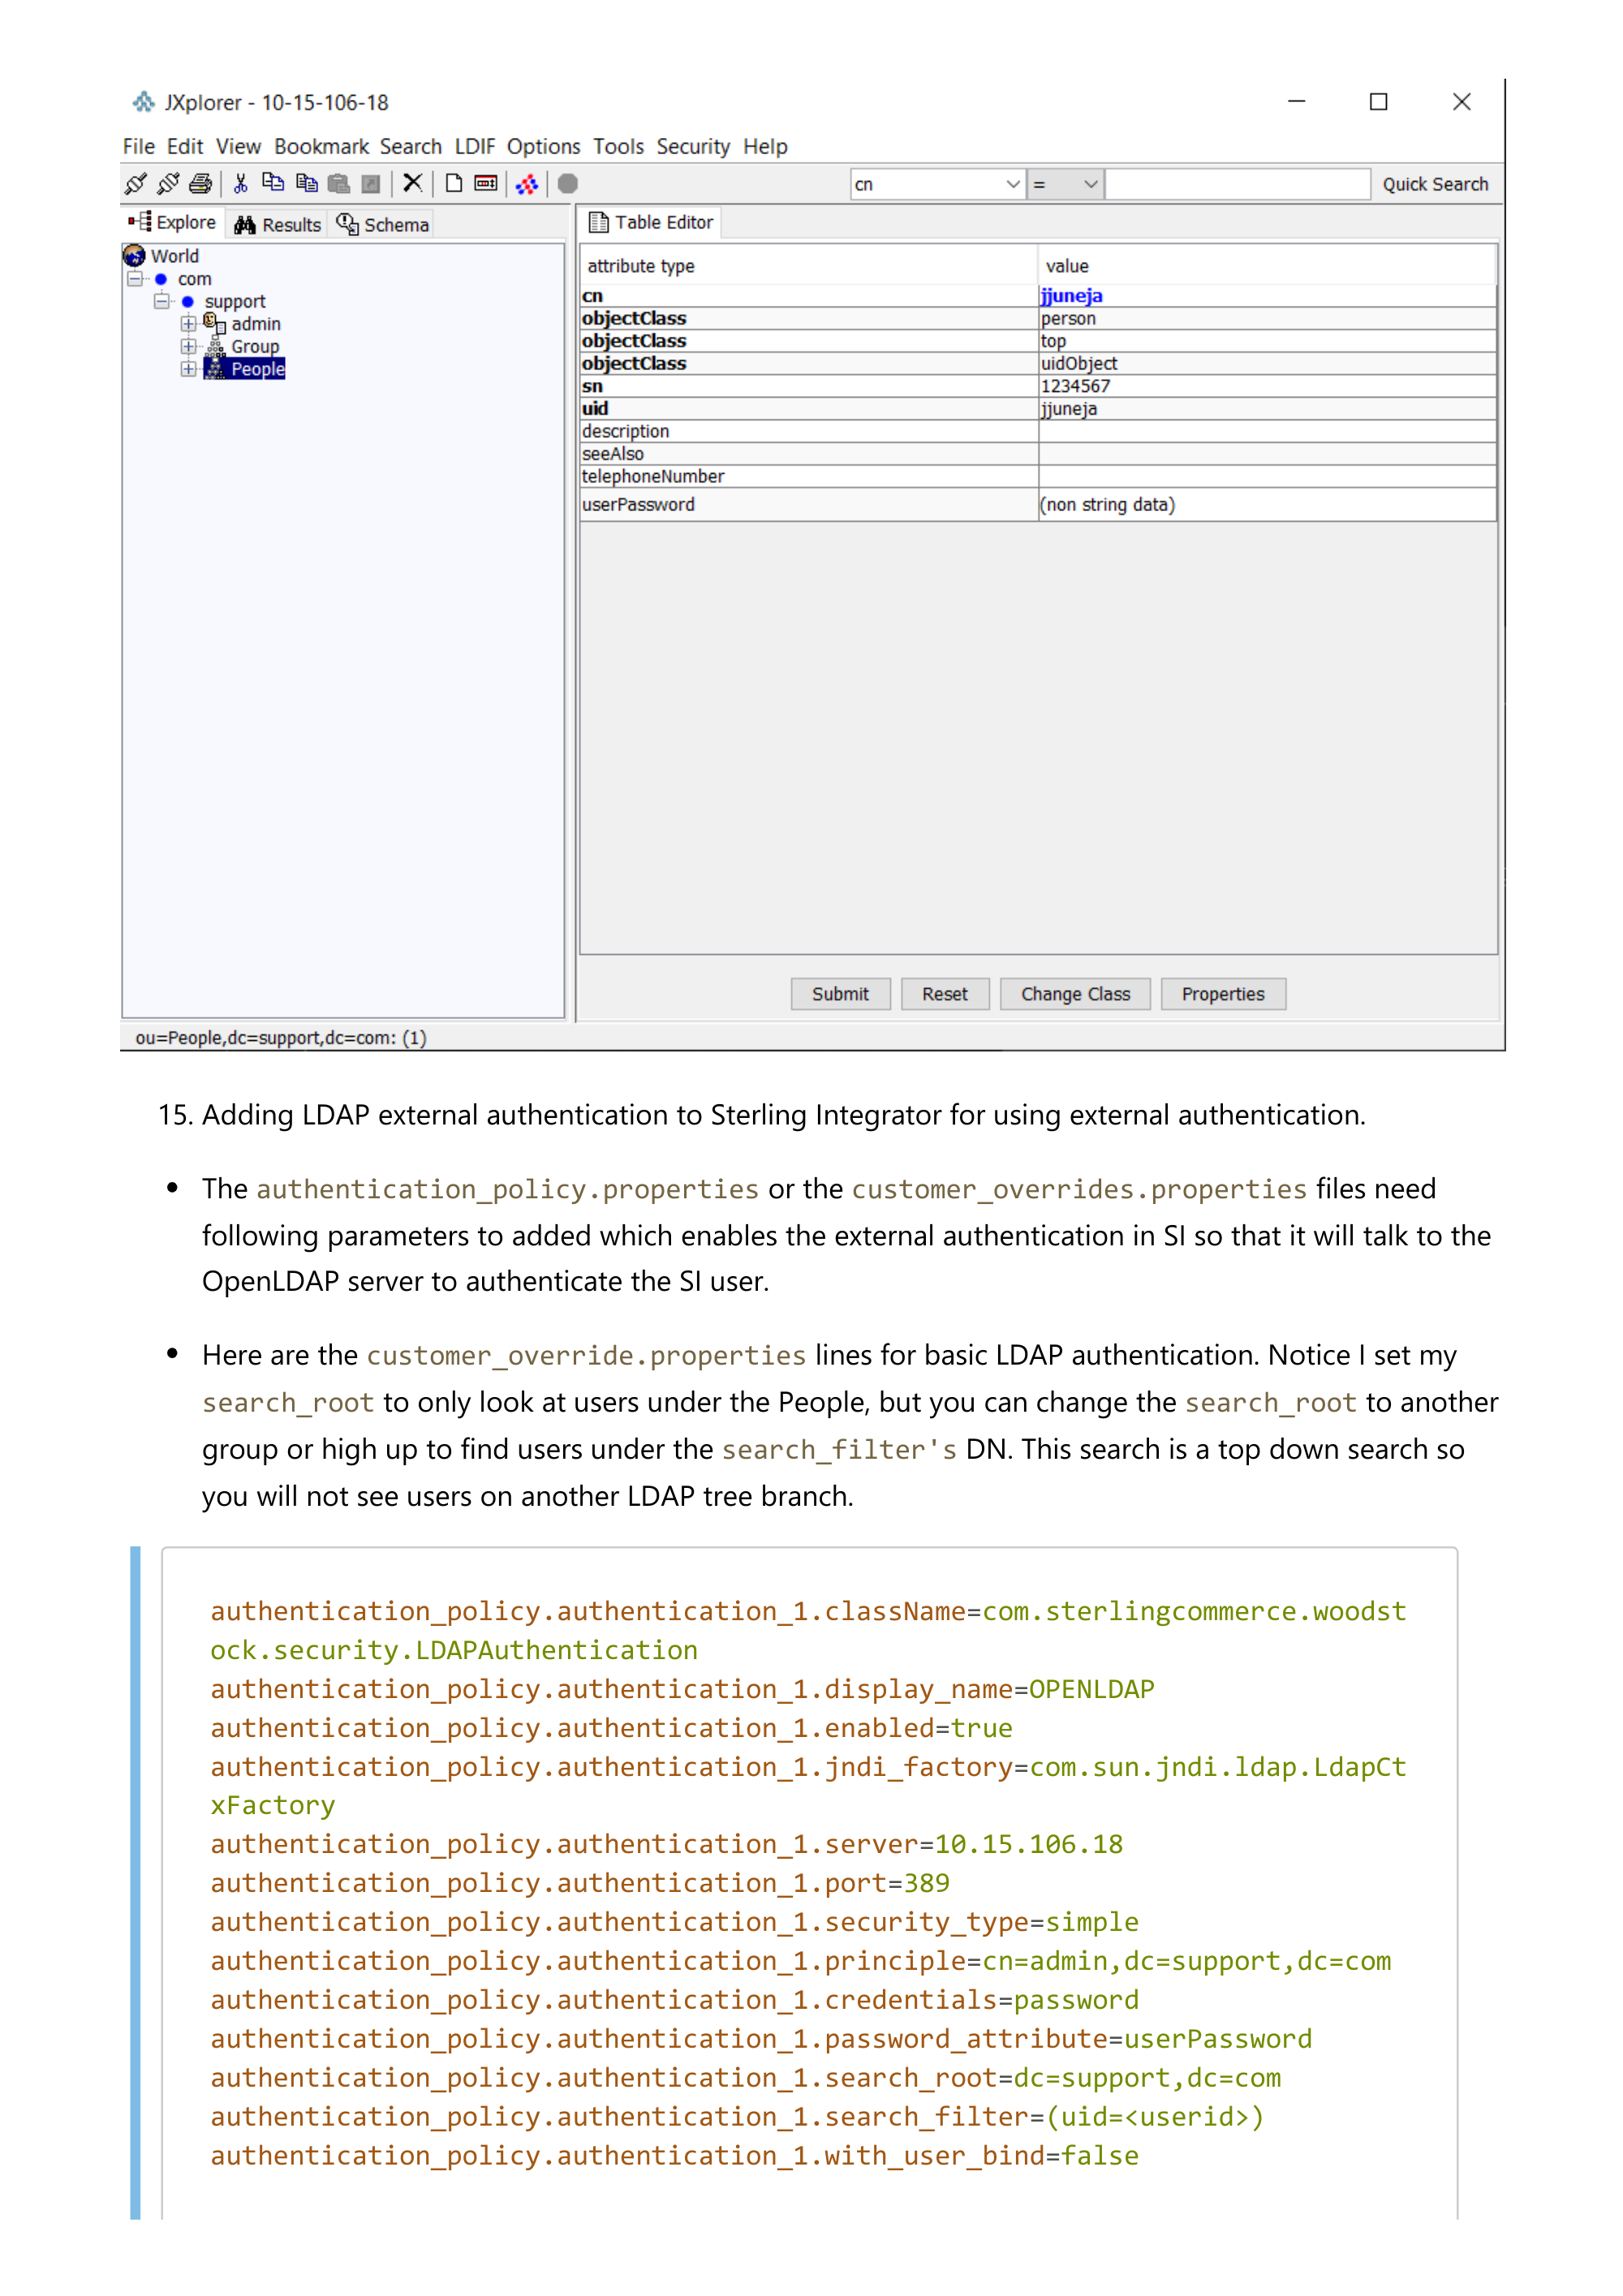 JXplorer - 10-15-106-18
File Edit View Bookmark Search LDIF Options Tools Security Help
cn = Quick Search
Explore Results Schema
Table Editor
World
com
support
admin
Group
People
attribute type value
cn jjuneja
objectClass person
objectClass top
objectClass uidObject
sn 1234567
uid jjuneja
description
seeAlso
telephoneNumber
userPassword (non string data)
Submit Reset Change Class Properties
ou=People,dc=support,dc=com: (1)
15. Adding LDAP external authentication to Sterling Integrator for using external authentication.
• The authentication_policy.properties or the customer_overrides.properties files need
following parameters to added which enables the external authentication in SI so that it will talk to the
OpenLDAP server to authenticate the SI user.
• Here are the customer_override.properties lines for basic LDAP authentication. Notice I set my
search_root to only look at users under the People, but you can change the search_root to another
group or high up to find users under the search_filter's DN. This search is a top down search so
you will not see users on another LDAP tree branch.
authentication_policy.authentication_1.className=com.sterlingcommerce.woodst
ock.security.LDAPAuthentication
authentication_policy.authentication_1.display_name=OPENLDAP
authentication_policy.authentication_1.enabled=true
authentication_policy.authentication_1.jndi_factory=com.sun.jndi.ldap.LdapCt
xFactory
authentication_policy.authentication_1.server=10.15.106.18
authentication_policy.authentication_1.port=389
authentication_policy.authentication_1.security_type=simple
authentication_policy.authentication_1.principle=cn=admin,dc=support,dc=com
authentication_policy.authentication_1.credentials=password
authentication_policy.authentication_1.password_attribute=userPassword
authentication_policy.authentication_1.search_root=dc=support,dc=com
authentication_policy.authentication_1.search_filter=(uid=<userid>)
authentication_policy.authentication_1.with_user_bind=false